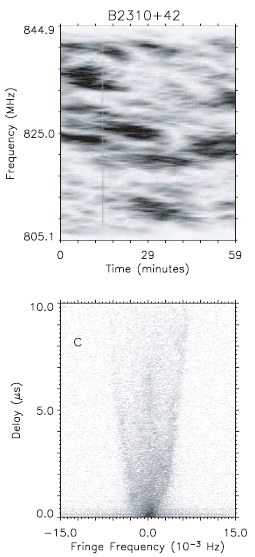 B2310+42
844.9
825.0
805.1
Frequency (MHz)
0 29 59
Time (minutes)
C
10.0
5.0
0.0
Delay (μs)
−15.0 0.0 15.0
Fringe Frequency (10⁻³ Hz)